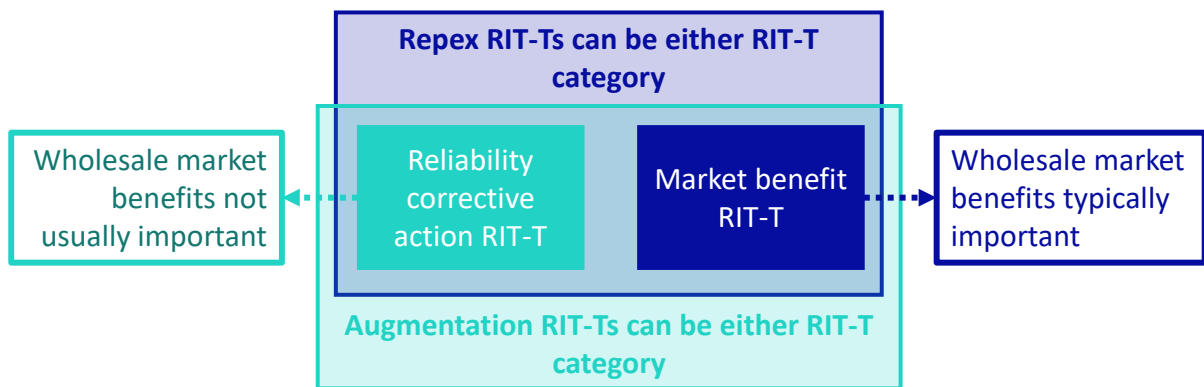 Repex RIT-Ts can be either RIT-T
category
Wholesale market
benefits not
usually important
Reliability
corrective
action RIT-T
Market benefit
RIT-T
Wholesale market
benefits typically
important
Augmentation RIT-Ts can be either RIT-T
category